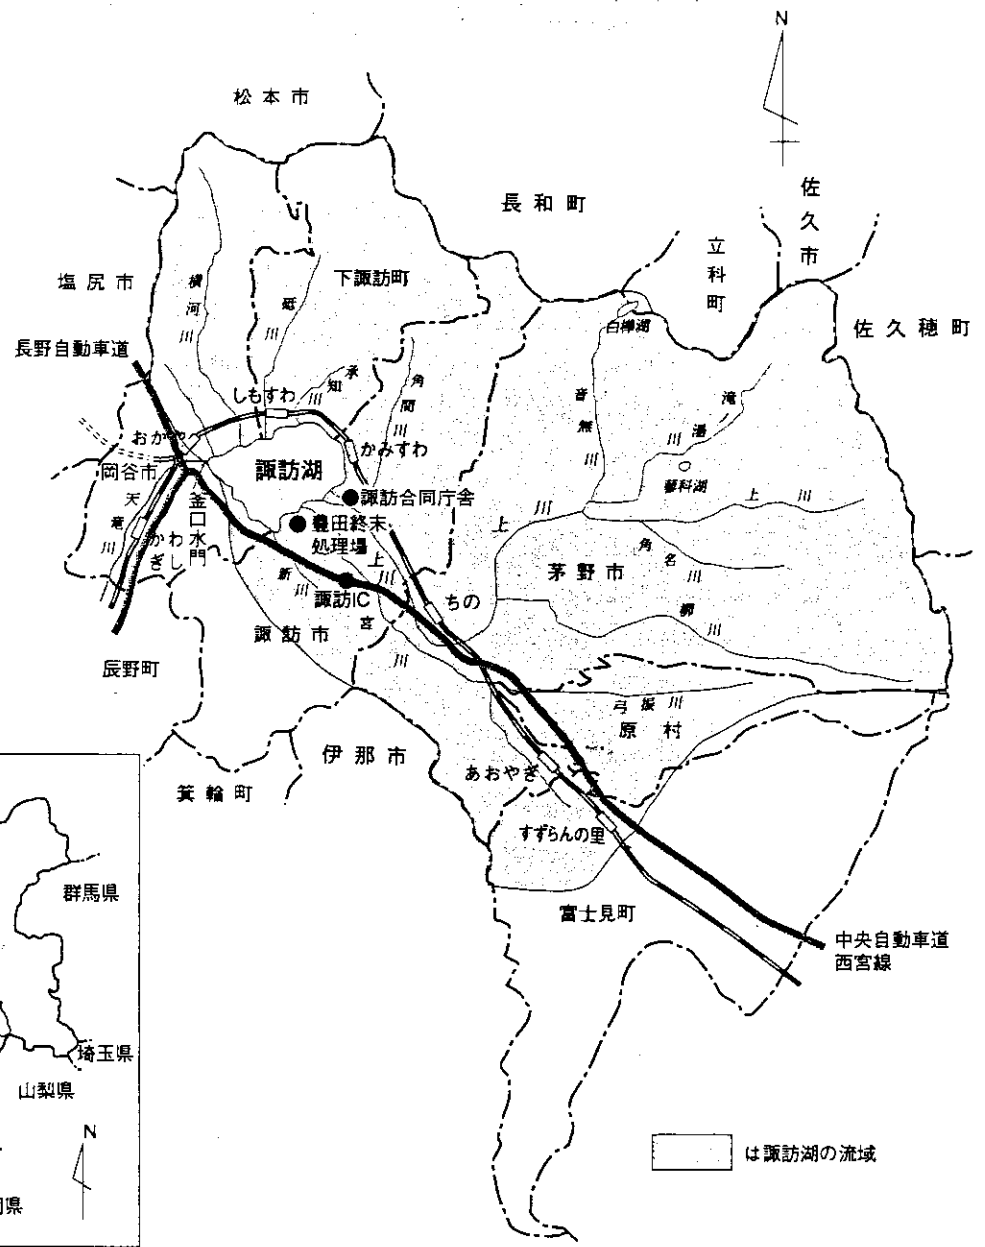 N
松本市
長和町
佐久市
立科町
塩尻市
横河川
砥川
下諏訪町
白樺湖
佐久穂町
長野自動車道
承知川
角間川
音無川
滝湯川
しもすわ
おかや
かみすわ
岡谷市
諏訪湖
蓼科湖
上川
諏訪合同庁舎
天竜川
釜口水門
豊田終末
処理場
上川
上川
かわぎし
角名川
茅野市
新川
諏訪IC
ちの
柳川
諏訪市
宮川
辰野町
弓振川
原村
伊那市
あおやぎ
箕輪町
すずらんの里
群馬県
富士見町
中央自動車道
西宮線
埼玉県
山梨県
N
は諏訪湖の流域
岡県